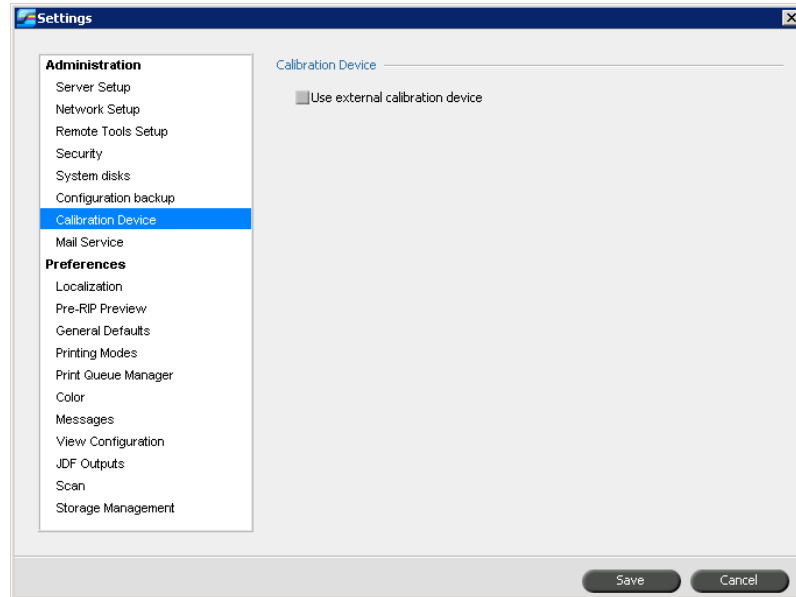 Settings
Administration
Server Setup
Network Setup
Remote Tools Setup
Security
System disks
Configuration backup
Calibration Device
Mail Service
Preferences
Localization
Pre-RIP Preview
General Defaults
Printing Modes
Print Queue Manager
Color
Messages
View Configuration
JDF Outputs
Scan
Storage Management
Calibration Device
Use external calibration device
Save
Cancel